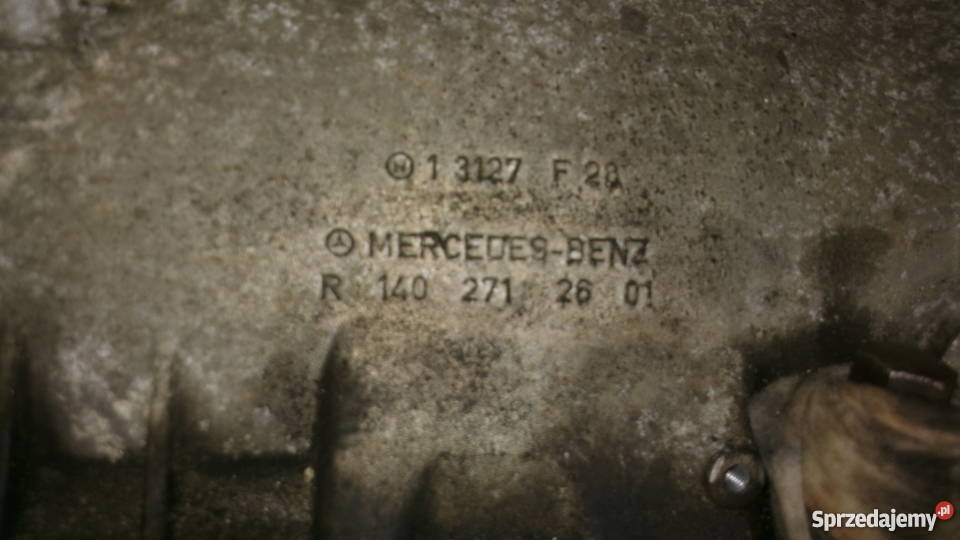 H 1 3127 F 28
MERCEDES-BENZ
R 140 271 26 01
Sprzedajemy.pl